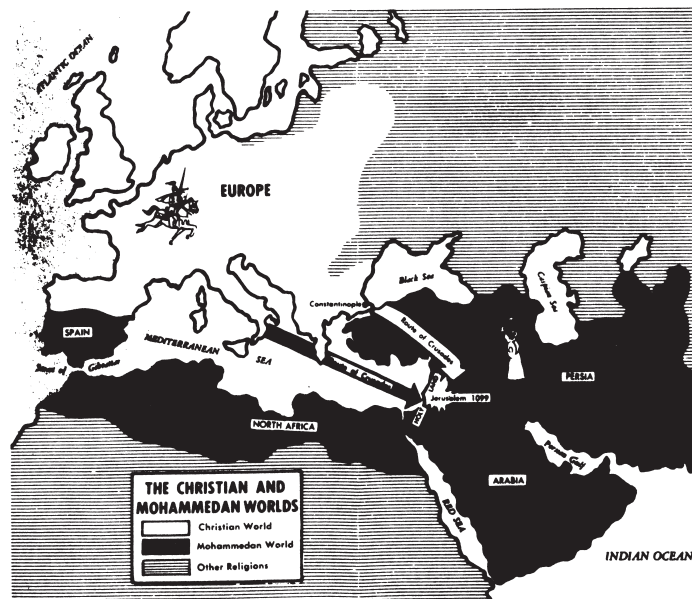 ATLANTIC OCEAN
EUROPE
Black Sea
Caspian Sea
Constantinople
Route of Crusades
SPAIN
MEDITERRANEAN
SEA
Straits of Gibraltar
Route of Crusades
PERSIA
HOLY LAND
Jerusalem 1099
NORTH AFRICA
Persian Gulf
ARABIA
RED SEA
INDIAN OCEAN
THE CHRISTIAN AND
MOHAMMEDAN WORLDS
Christian World
Mohammedan World
Other Religions